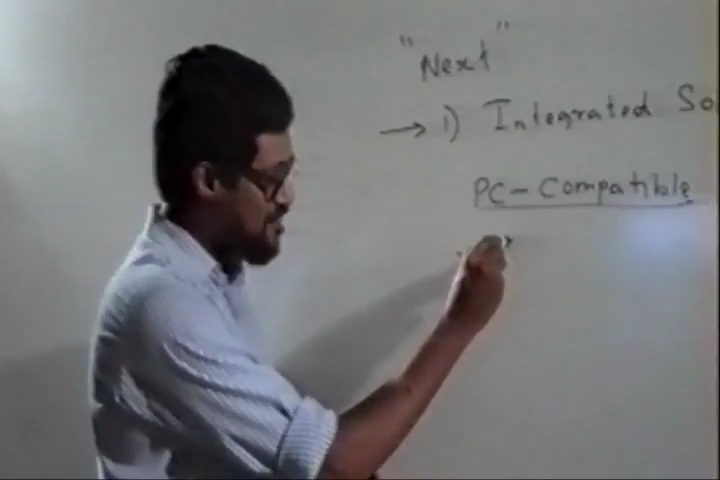 "Next"
→ 1) Integrated So
PC-Compatible